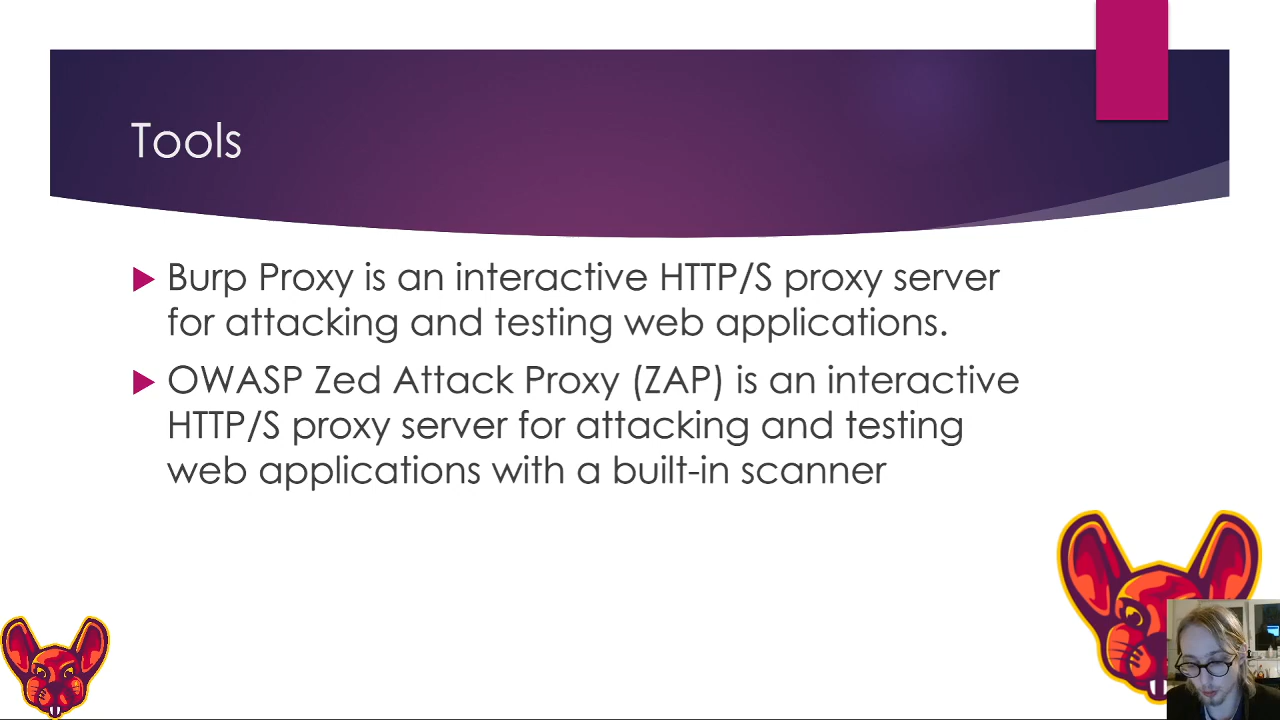 Tools
Burp Proxy is an interactive HTTP/S proxy server
for attacking and testing web applications.
OWASP Zed Attack Proxy (ZAP) is an interactive
HTTP/S proxy server for attacking and testing
web applications with a built-in scanner